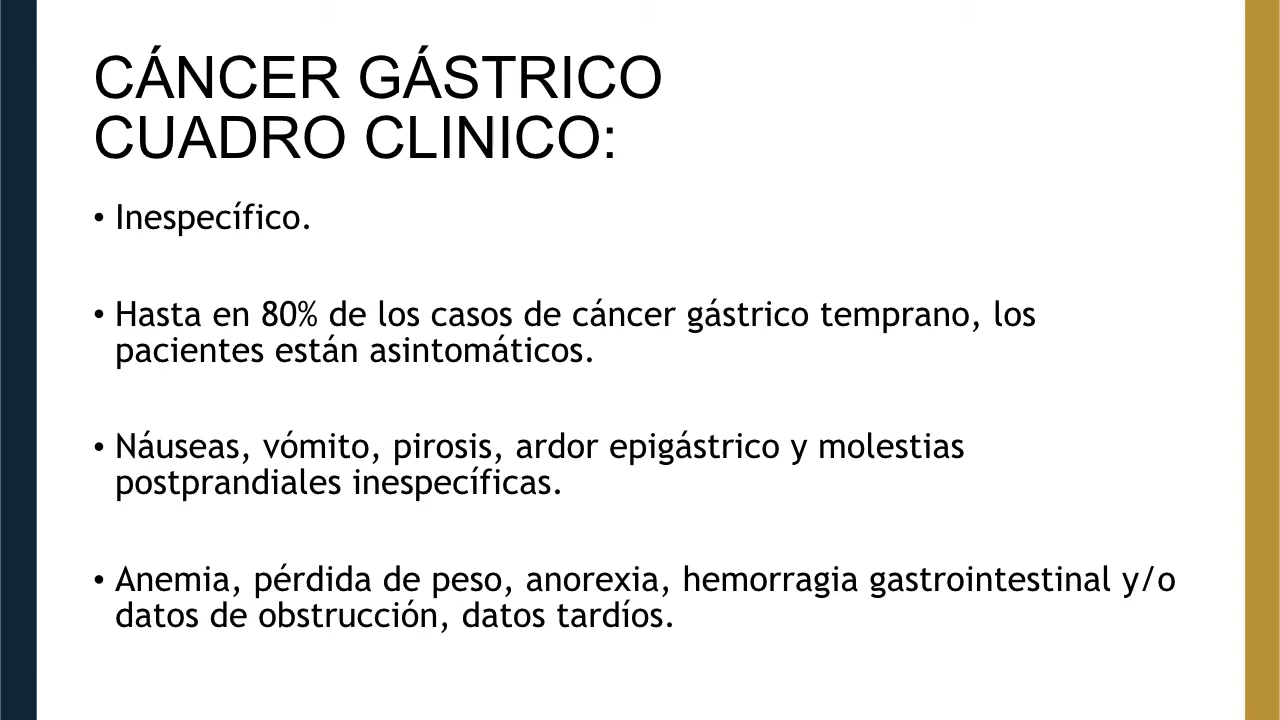 CÁNCER GÁSTRICO
CUADRO CLINICO:
• Inespecífico.
• Hasta en 80% de los casos de cáncer gástrico temprano, los
pacientes están asintomáticos.
• Náuseas, vómito, pirosis, ardor epigástrico y molestias
postprandiales inespecíficas.
• Anemia, pérdida de peso, anorexia, hemorragia gastrointestinal y/o
datos de obstrucción, datos tardíos.